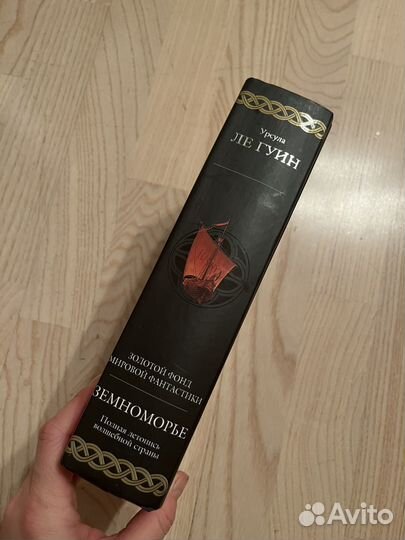 Урсула
ЛЕ ГУИН
ЗОЛОТОЙ ФОНД
МИРОВОЙ ФАНТАСТИКИ
ЗЕМНОМОРЬЕ
Полная летопись
волшебной страны
Avito